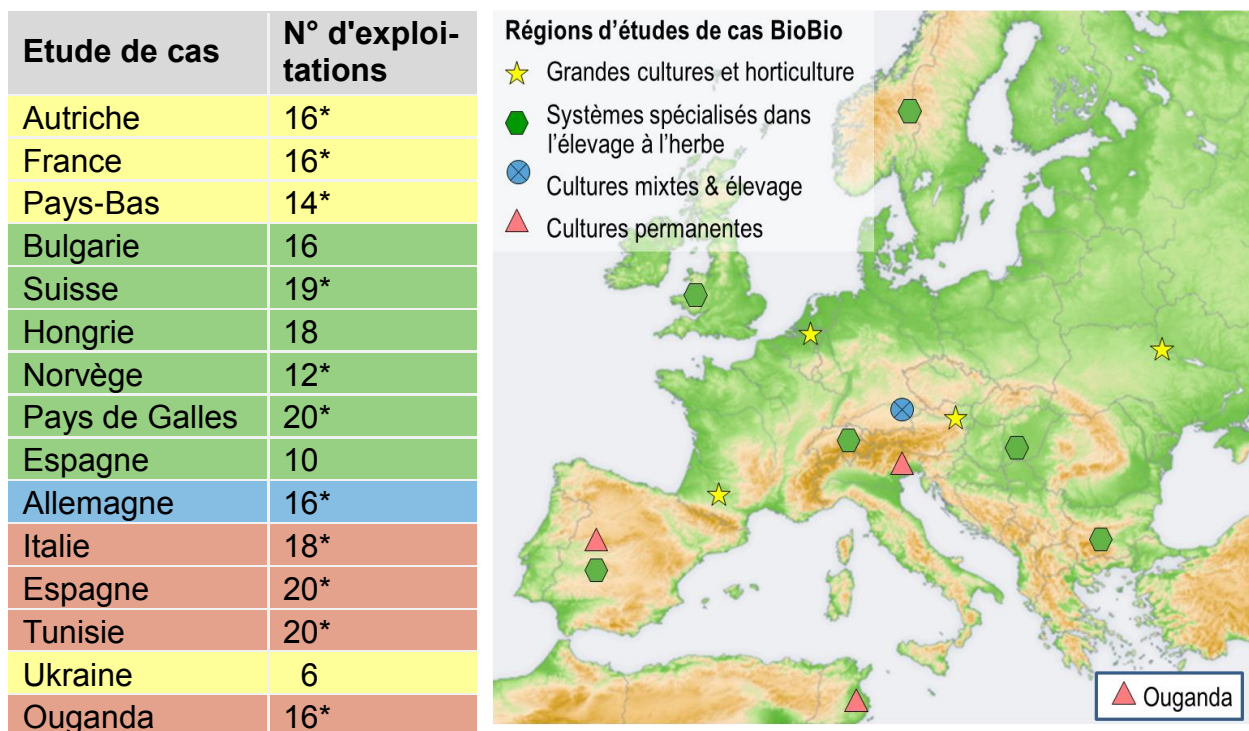 Etude de cas N° d'exploi-
tations
Autriche 16*
France 16*
Pays-Bas 14*
Bulgarie 16
Suisse 19*
Hongrie 18
Norvège 12*
Pays de Galles 20*
Espagne 10
Allemagne 16*
Italie 18*
Espagne 20*
Tunisie 20*
Ukraine 6
Ouganda 16*
Régions d’études de cas BioBio
Grandes cultures et horticulture
Systèmes spécialisés dans
l’élevage à l’herbe
Cultures mixtes & élevage
Cultures permanentes
Ouganda